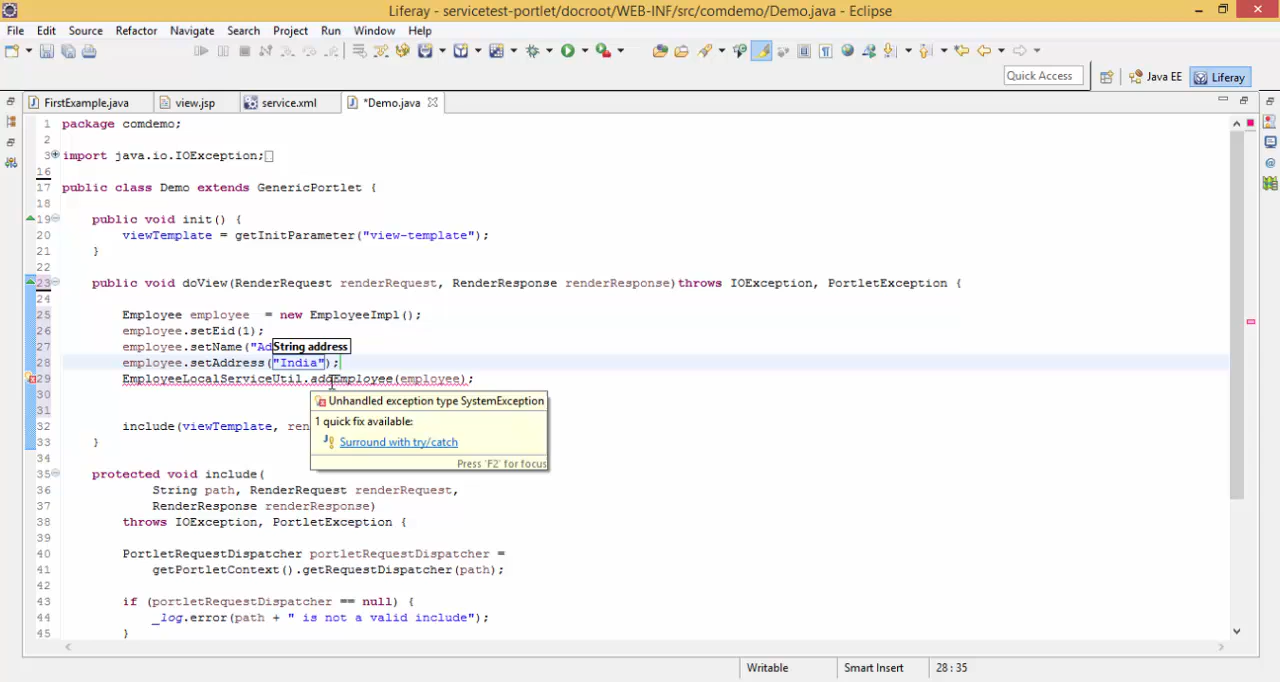 Liferay - servicetest-portlet/docroot/WEB-INF/src/comdemo/Demo.java - Eclipse
File Edit Source Refactor Navigate Search Project Run Window Help
Quick Access Java EE Liferay
FirstExample.java view.jsp service.xml *Demo.java
1 package comdemo;
2
3 import java.io.IOException;
16
17 public class Demo extends GenericPortlet {
18
19 public void init() {
20 viewTemplate = getInitParameter("view-template");
21 }
22
23 public void doView(RenderRequest renderRequest, RenderResponse renderResponse)throws IOException, PortletException {
24
25 Employee employee = new EmployeeImpl();
26 employee.setEid(1);
27 employee.setName("Ad
String address
28 employee.setAddress("India");
29 EmployeeLocalServiceUtil.addEmployee(employee);
30
Unhandled exception type SystemException
31
1 quick fix available:
32 include(viewTemplate, ren
Surround with try/catch
33 }
Press 'F2' for focus
34
35 protected void include(
36 String path, RenderRequest renderRequest,
37 RenderResponse renderResponse)
38 throws IOException, PortletException {
39
40 PortletRequestDispatcher portletRequestDispatcher =
41 getPortletContext().getRequestDispatcher(path);
42
43 if (portletRequestDispatcher == null) {
44 _log.error(path + " is not a valid include");
45 }
Writable Smart Insert 28 : 35